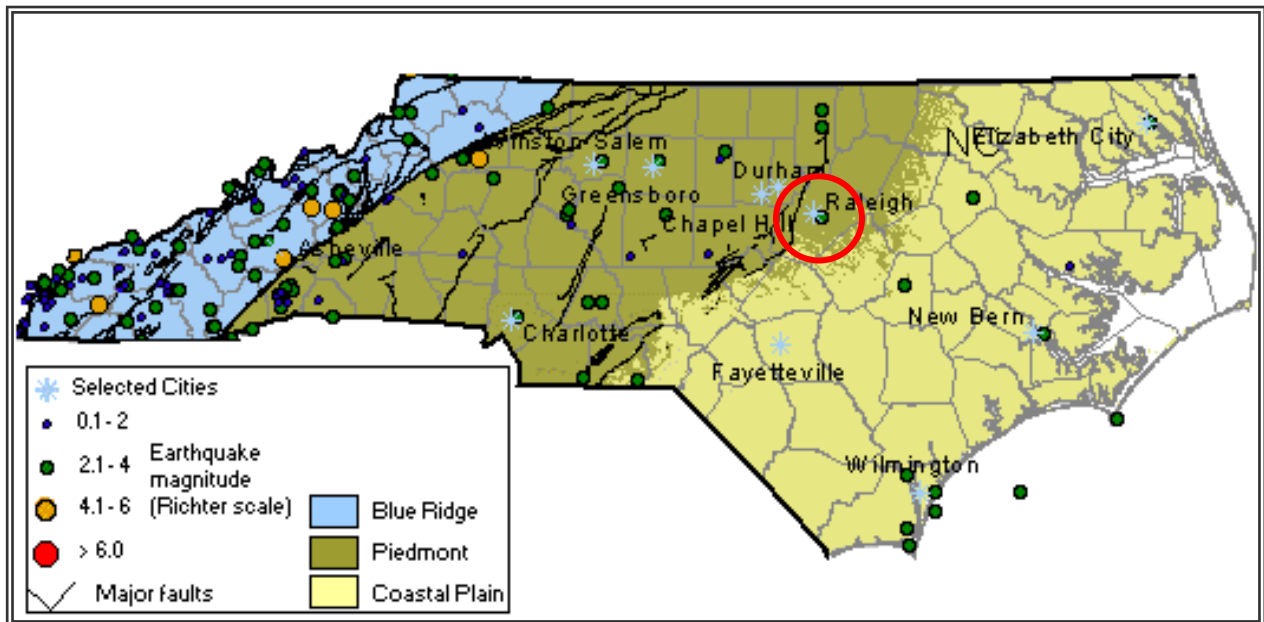 NC
Elizabeth City
inston-Salem
Durham
Greensboro
Raleigh
Chapel Hill
heville
New Bern
Charlotte
Fayetteville
Wilmington
Selected Cities
0.1 - 2
2.1 - 4 Earthquake
magnitude
4.1 - 6 (Richter scale)
> 6.0
Major faults
Blue Ridge
Piedmont
Coastal Plain